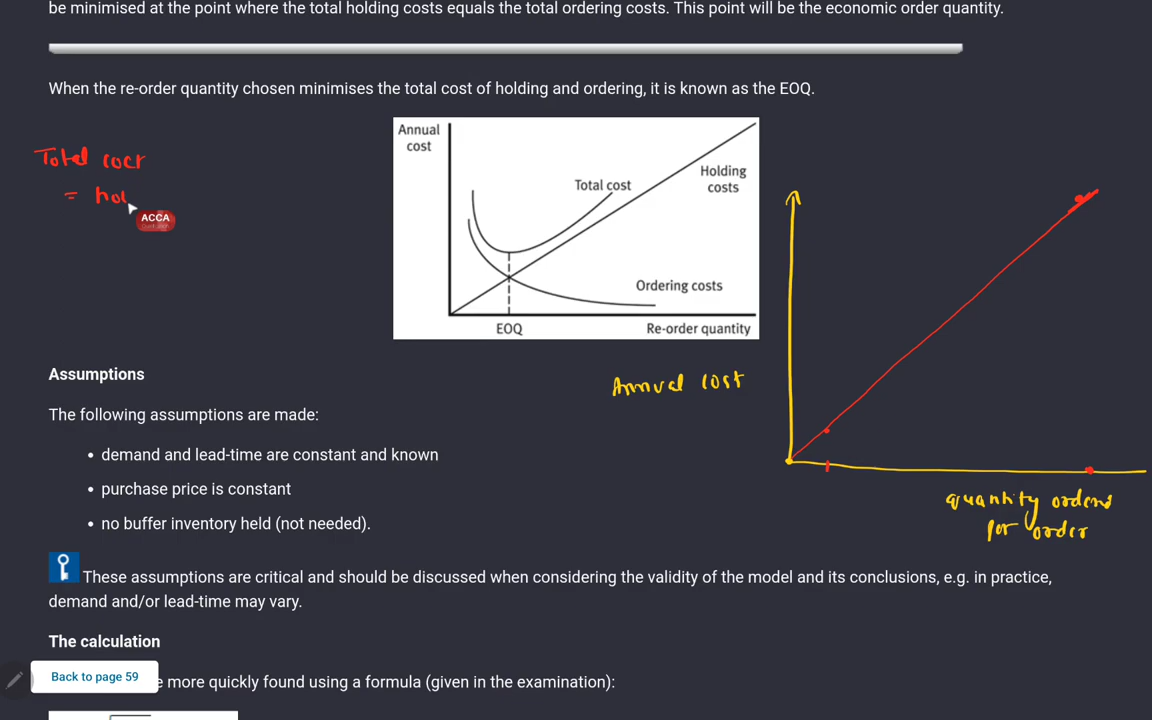 be minimised at the point where the total holding costs equals the total ordering costs. This point will be the economic order quantity.
When the re-order quantity chosen minimises the total cost of holding and ordering, it is known as the EOQ.
Total cost
= hol
ACCA
Annual
cost
Total cost
Holding
costs
Ordering costs
EOQ
Re-order quantity
Annual cost
quantity orders
per order
Assumptions
The following assumptions are made:
• demand and lead-time are constant and known
• purchase price is constant
• no buffer inventory held (not needed).
These assumptions are critical and should be discussed when considering the validity of the model and its conclusions, e.g. in practice,
demand and/or lead-time may vary.
The calculation
Back to page 59
e more quickly found using a formula (given in the examination):